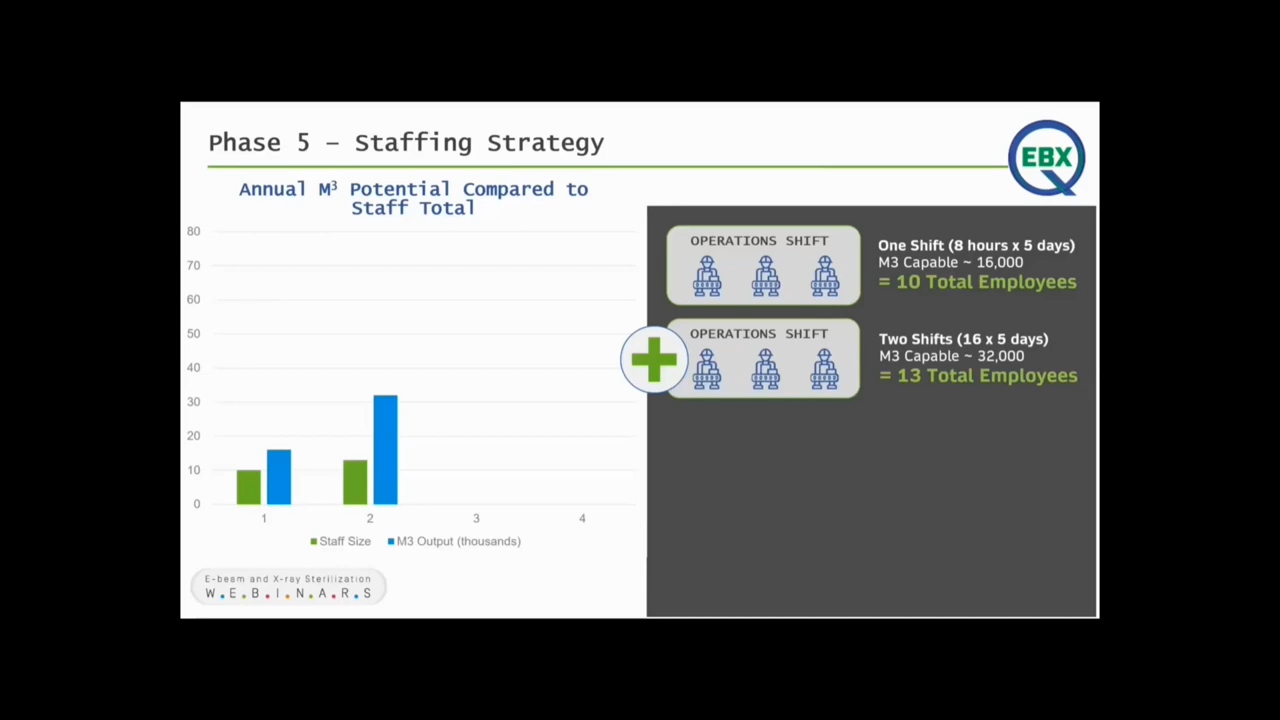 Phase 5 – Staffing Strategy
EBX
Annual M³ Potential Compared to
Staff Total
80
70
60
50
40
30
20
10
0
1
2
3
4
Staff Size
M3 Output (thousands)
OPERATIONS SHIFT
One Shift (8 hours x 5 days)
M3 Capable ~ 16,000
= 10 Total Employees
OPERATIONS SHIFT
Two Shifts (16 x 5 days)
M3 Capable ~ 32,000
= 13 Total Employees
E-beam and X-ray Sterilization
W.E.B.I.N.A.R.S